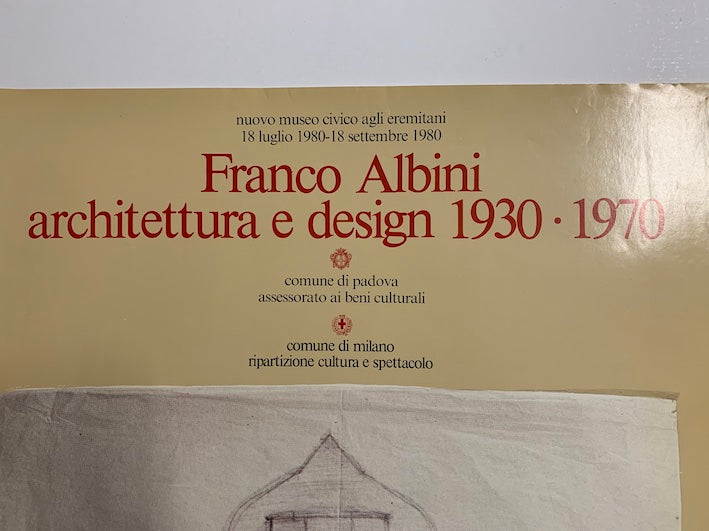 nuovo museo civico agli eremitani
18 luglio 1980-18 settembre 1980
Franco Albini
architettura e design 1930 · 1970
comune di padova
assessorato ai beni culturali
comune di milano
ripartizione cultura e spettacolo